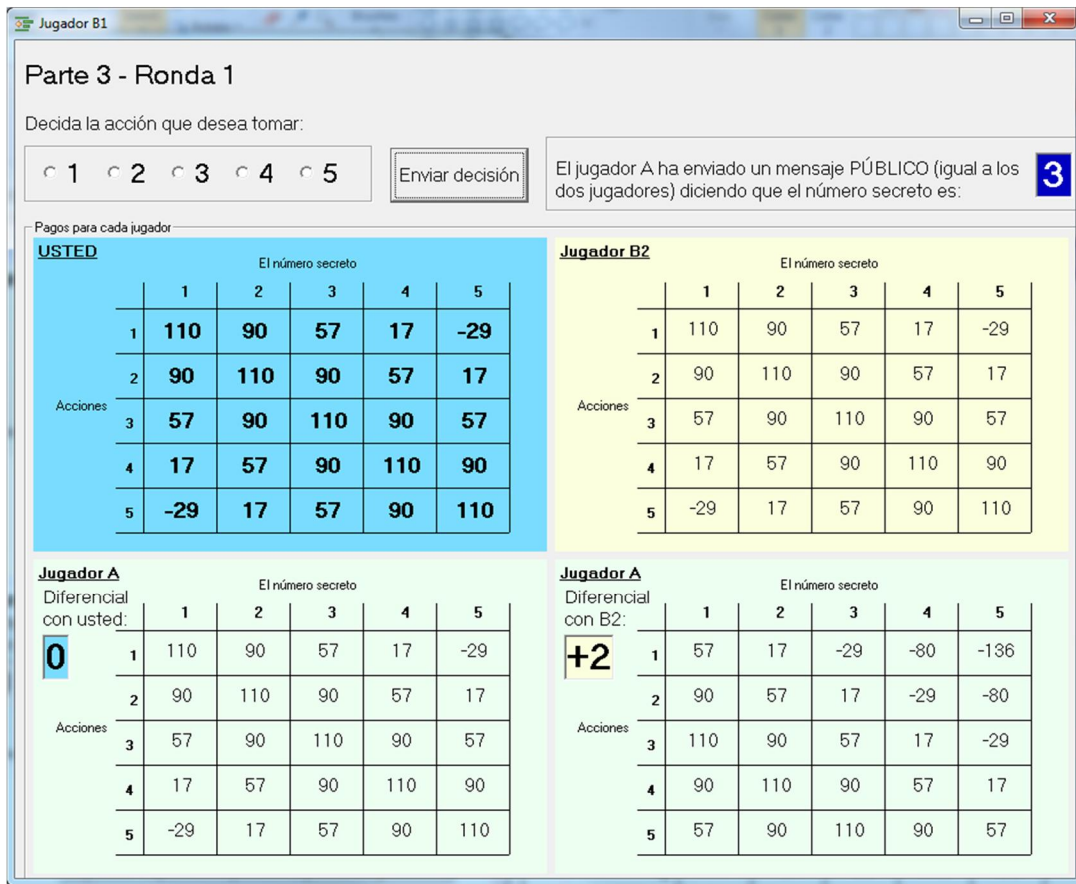 Jugador B1
Parte 3 - Ronda 1
Decida la acción que desea tomar:
1 2 3 4 5
Enviar decisión
El jugador A ha enviado un mensaje PÚBLICO (igual a los
dos jugadores) diciendo que el número secreto es:
3
Pagos para cada jugador
USTED
El número secreto
1 2 3 4 5
Acciones
1 110 90 57 17 -29
2 90 110 90 57 17
3 57 90 110 90 57
4 17 57 90 110 90
5 -29 17 57 90 110
Jugador B2
El número secreto
1 2 3 4 5
Acciones
1 110 90 57 17 -29
2 90 110 90 57 17
3 57 90 110 90 57
4 17 57 90 110 90
5 -29 17 57 90 110
Jugador A
Diferencial
con usted:
0
El número secreto
1 2 3 4 5
Acciones
1 110 90 57 17 -29
2 90 110 90 57 17
3 57 90 110 90 57
4 17 57 90 110 90
5 -29 17 57 90 110
Jugador A
Diferencial
con B2:
+2
El número secreto
1 2 3 4 5
Acciones
1 57 17 -29 -80 -136
2 90 57 17 -29 -80
3 110 90 57 17 -29
4 90 110 90 57 17
5 57 90 110 90 57